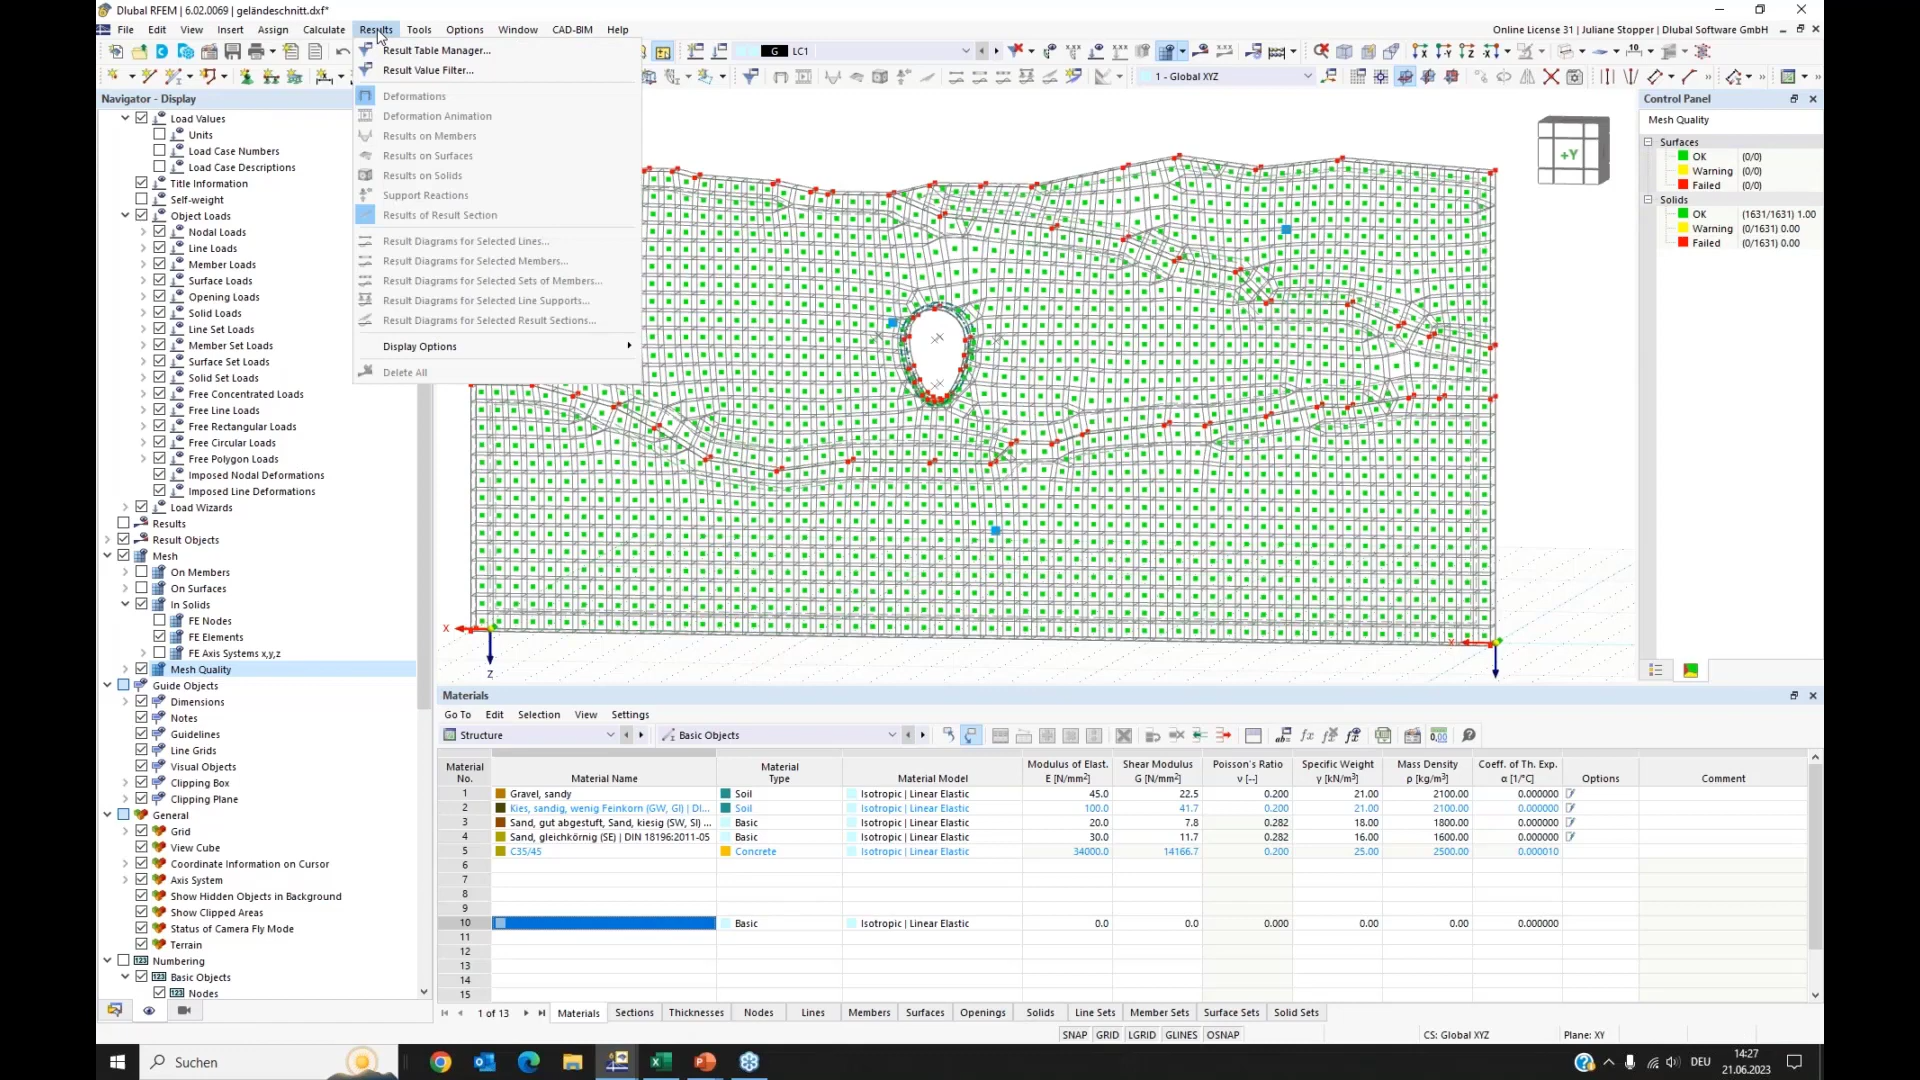 Dlubal RFEM | 6.02.0069 | geländeschnitt.dxf*
File Edit View Insert Assign Calculate Results Tools Options Window CAD-BIM Help
Online License 31 | Juliane Stopper | Dlubal Software GmbH
G LC1
1 - Global XYZ
Navigator - Display
Load Values
Units
Load Case Numbers
Load Case Descriptions
Title Information
Self-weight
Object Loads
Nodal Loads
Line Loads
Member Loads
Surface Loads
Opening Loads
Solid Loads
Line Set Loads
Member Set Loads
Surface Set Loads
Solid Set Loads
Free Concentrated Loads
Free Line Loads
Free Rectangular Loads
Free Circular Loads
Free Polygon Loads
Imposed Nodal Deformations
Imposed Line Deformations
Load Wizards
Results
Result Objects
Mesh
On Members
On Surfaces
In Solids
FE Nodes
FE Elements
FE Axis Systems x,y,z
Mesh Quality
Guide Objects
Dimensions
Notes
Guidelines
Line Grids
Visual Objects
Clipping Box
Clipping Plane
General
Grid
View Cube
Coordinate Information on Cursor
Axis System
Show Hidden Objects in Background
Show Clipped Areas
Status of Camera Fly Mode
Terrain
Numbering
Basic Objects
Nodes
Result Table Manager...
Result Value Filter...
Deformations
Deformation Animation
Results on Members
Results on Surfaces
Results on Solids
Support Reactions
Results of Result Section
Result Diagrams for Selected Lines...
Result Diagrams for Selected Members...
Result Diagrams for Selected Sets of Members...
Result Diagrams for Selected Line Supports...
Result Diagrams for Selected Result Sections...
Display Options
Delete All
+Y
X
Z
X
Control Panel
Mesh Quality
Surfaces
OK (0/0)
Warning (0/0)
Failed (0/0)
Solids
OK (1631/1631) 1.00
Warning (0/1631) 0.00
Failed (0/1631) 0.00
Materials
Go To Edit Selection View Settings
Structure Basic Objects
Material No. Material Name Material Type Material Model Modulus of Elast. E [N/mm²] Shear Modulus G [N/mm²] Poisson's Ratio ν [--] Specific Weight γ [kN/m³] Mass Density ρ [kg/m³] Coeff. of Th. Exp. α [1/°C] Options Comment
1 Gravel, sandy Soil Isotropic | Linear Elastic 45.0 22.5 0.200 21.00 2100.00 0.000000
2 Kies, sandig, wenig Feinkorn (GW, GI) | DI... Soil Isotropic | Linear Elastic 100.0 41.7 0.200 21.00 2100.00 0.000000
3 Sand, gut abgestuft, Sand, kiesig (SW, SI) ... Basic Isotropic | Linear Elastic 20.0 7.8 0.282 18.00 1800.00 0.000000
4 Sand, gleichkörnig (SE) | DIN 18196:2011-05 Basic Isotropic | Linear Elastic 30.0 11.7 0.282 16.00 1600.00 0.000000
5 C35/45 Concrete Isotropic | Linear Elastic 34000.0 14166.7 0.200 25.00 2500.00 0.000010
6
7
8
9
10 Basic Isotropic | Linear Elastic 0.0 0.0 0.000 0.00 0.00 0.000000
11
12
13
14
15
1 of 13 Materials Sections Thicknesses Nodes Lines Members Surfaces Openings Solids Line Sets Member Sets Surface Sets Solid Sets
SNAP GRID LGRID GLINES OSNAP CS: Global XYZ Plane: XY
Suchen
DEU
14:27
21.06.2023